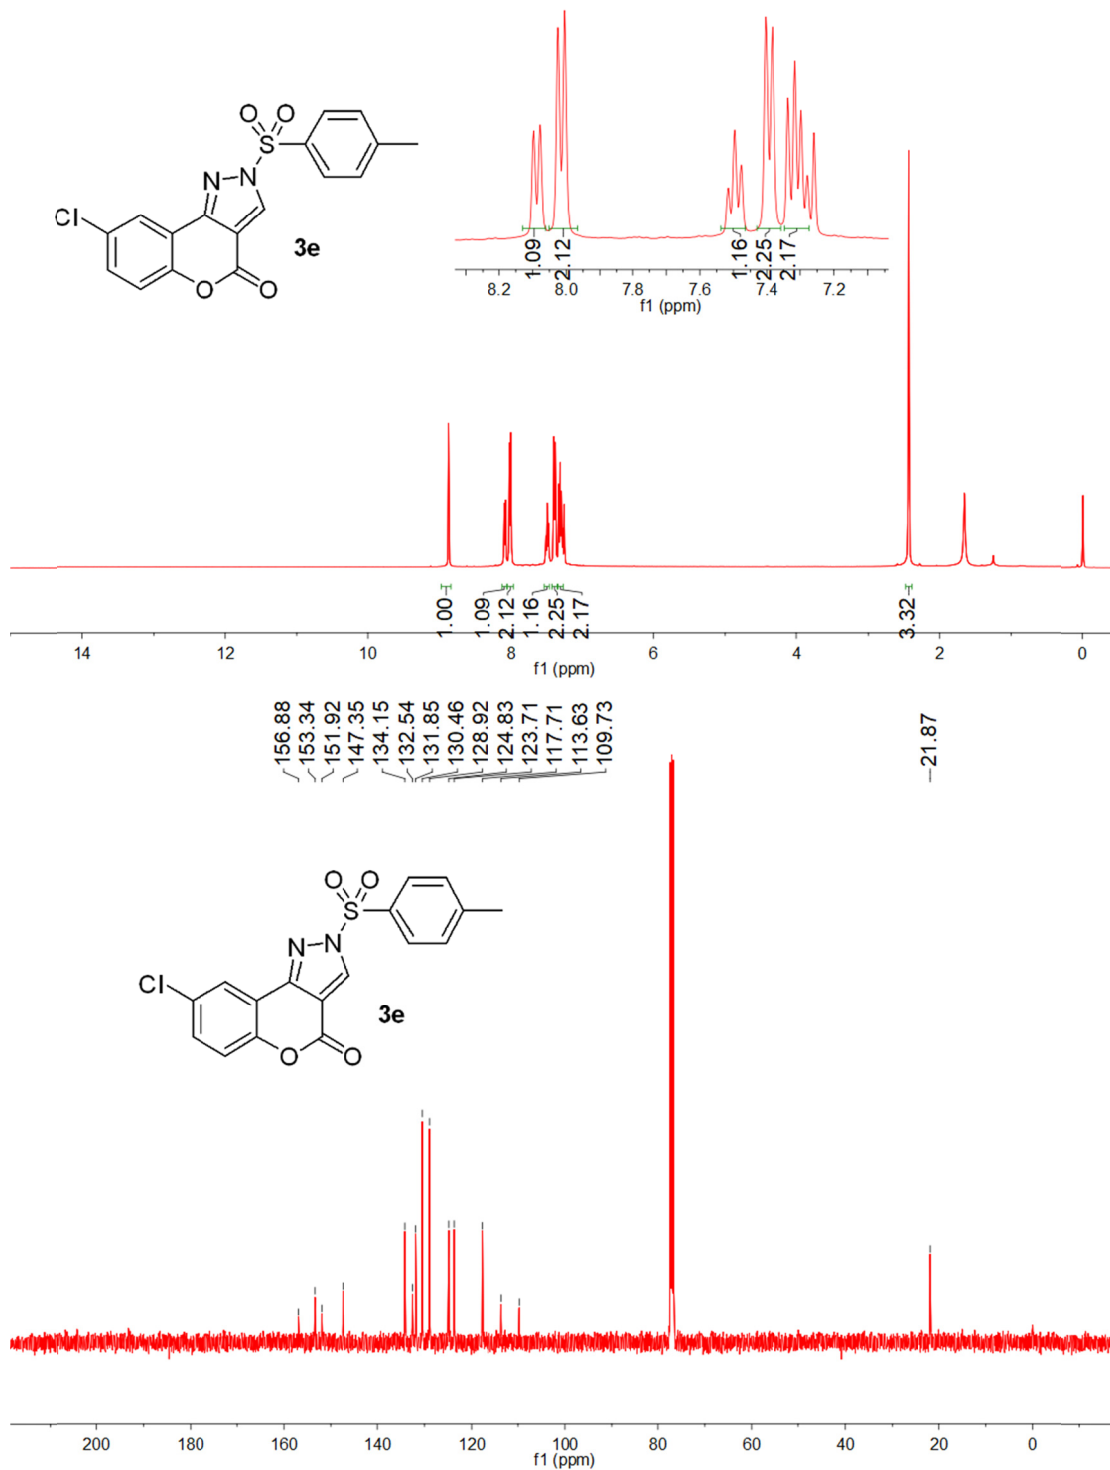 O O
S
N N
Cl
3e
O O
1.09
2.12
1.16
2.25
2.17
8.2 8.0 7.8 7.6 7.4 7.2
f1 (ppm)
1.00
1.09
2.12
1.16
2.25
2.17
3.32
14 12 10 8 6 4 2 0
f1 (ppm)
156.88
153.34
151.92
147.35
134.15
132.54
131.85
130.46
128.92
124.83
123.71
117.71
113.63
109.73
21.87
O O
S
N N
Cl
3e
O O
200 180 160 140 120 100 80 60 40 20 0
f1 (ppm)